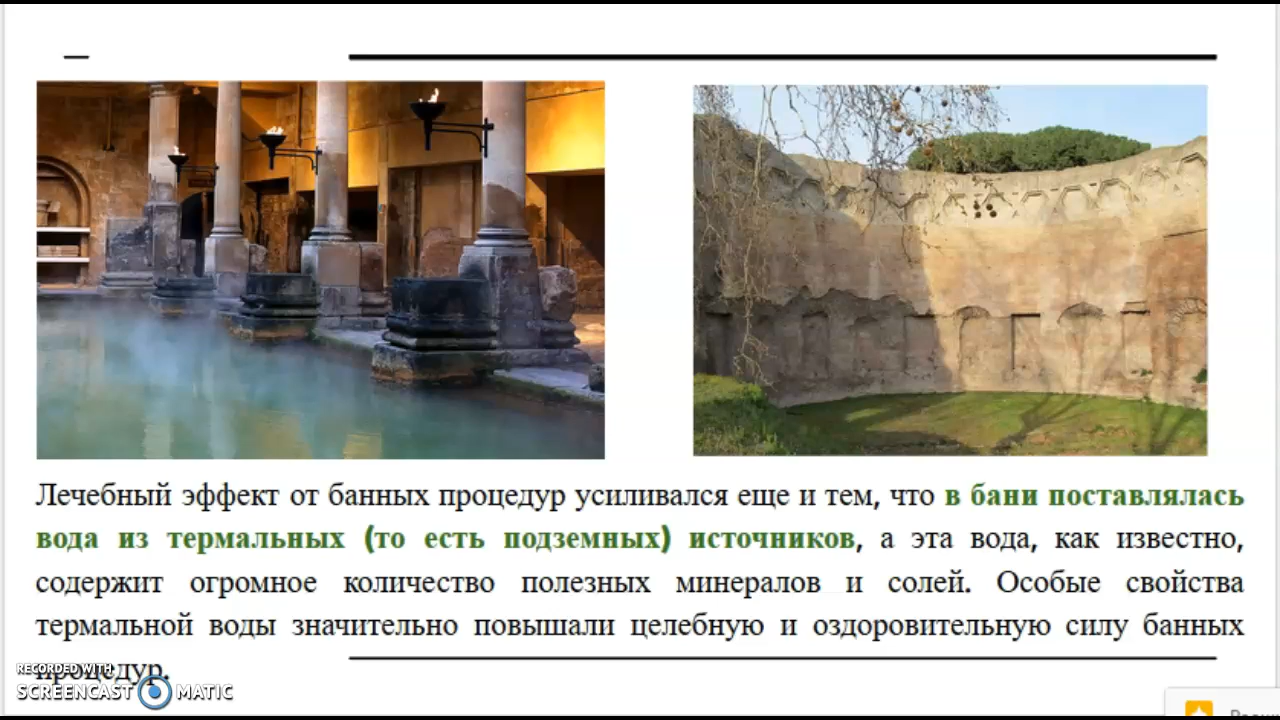 Лечебный эффект от банных процедур усиливался еще и тем, что в бани поставлялась
вода из термальных (то есть подземных) источников, а эта вода, как известно,
содержит огромное количество полезных минералов и солей. Особые свойства
термальной воды значительно повышали целебную и оздоровительную силу банных
процедур.
RECORDED WITH
SCREENCAST MATIC